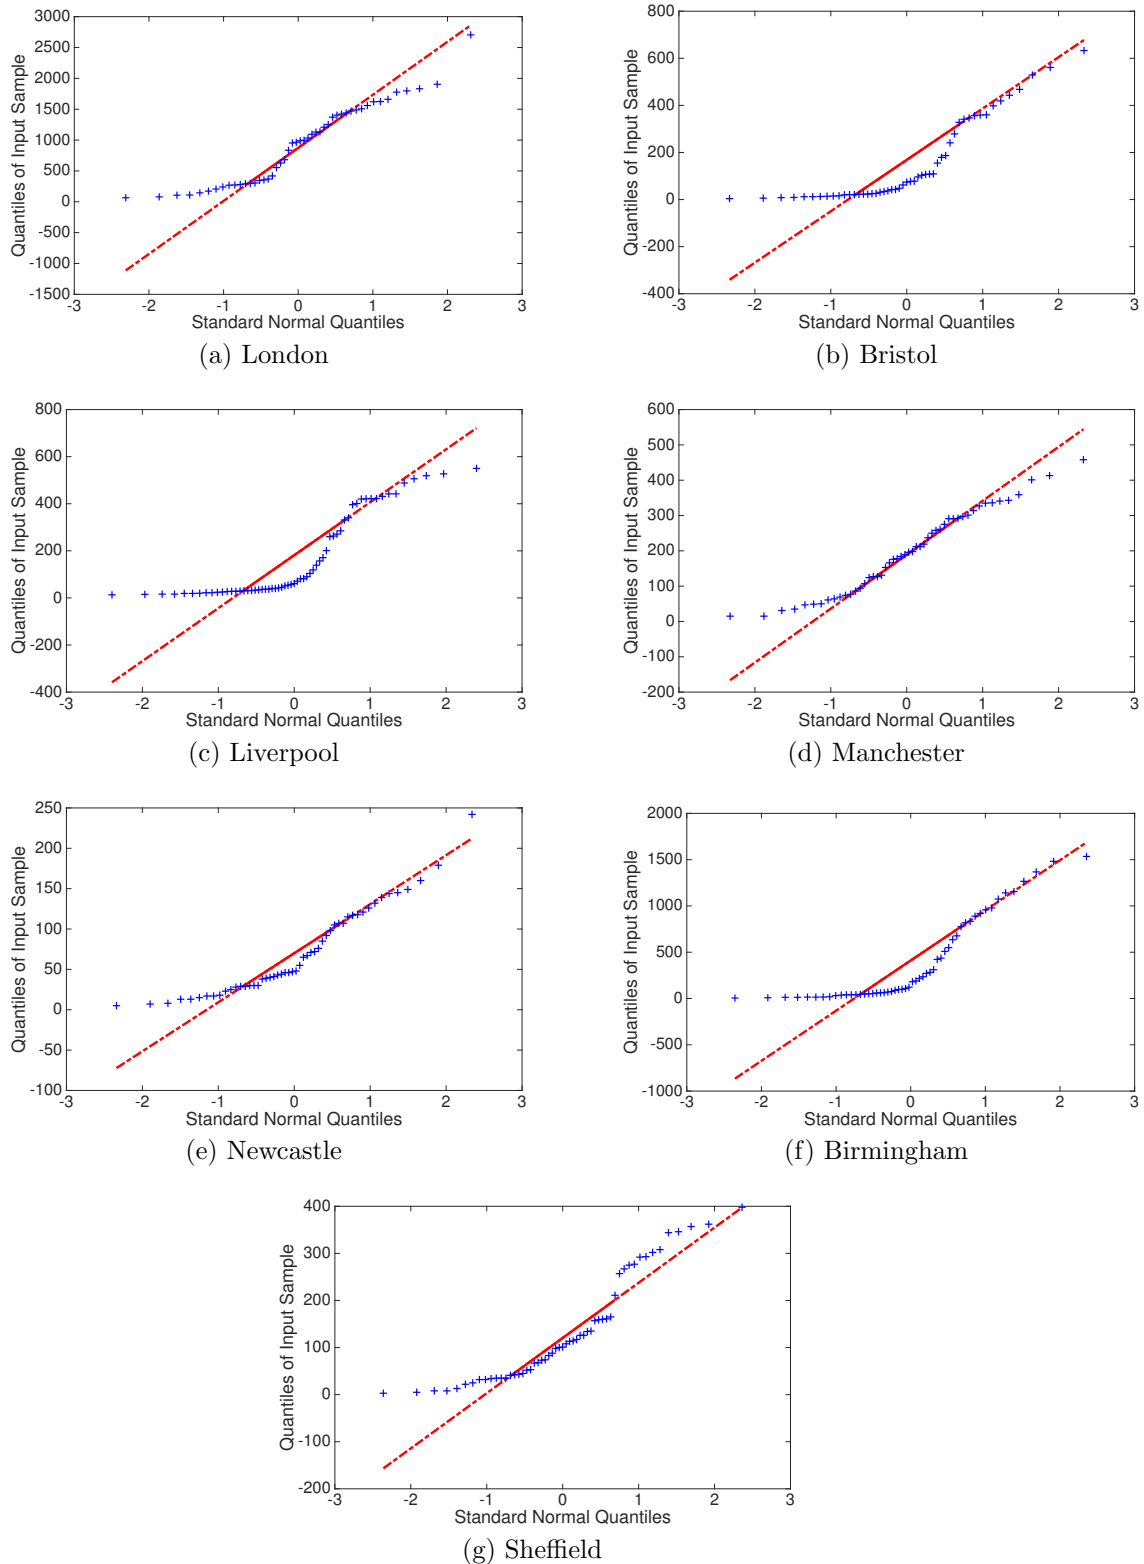 3000
2500
2000
1500
1000
500
0
-500
-1000
-1500
Quantiles of Input Sample
-3 -2 -1 0 1 2 3
Standard Normal Quantiles
(a) London
800
600
400
200
0
-200
-400
Quantiles of Input Sample
-3 -2 -1 0 1 2 3
Standard Normal Quantiles
(b) Bristol
800
600
400
200
0
-200
-400
Quantiles of Input Sample
-3 -2 -1 0 1 2 3
Standard Normal Quantiles
(c) Liverpool
600
500
400
300
200
100
0
-100
-200
Quantiles of Input Sample
-3 -2 -1 0 1 2 3
Standard Normal Quantiles
(d) Manchester
250
200
150
100
50
0
-50
-100
Quantiles of Input Sample
-3 -2 -1 0 1 2 3
Standard Normal Quantiles
(e) Newcastle
2000
1500
1000
500
0
-500
-1000
Quantiles of Input Sample
-3 -2 -1 0 1 2 3
Standard Normal Quantiles
(f) Birmingham
400
300
200
100
0
-100
-200
Quantiles of Input Sample
-3 -2 -1 0 1 2 3
Standard Normal Quantiles
(g) Sheffield